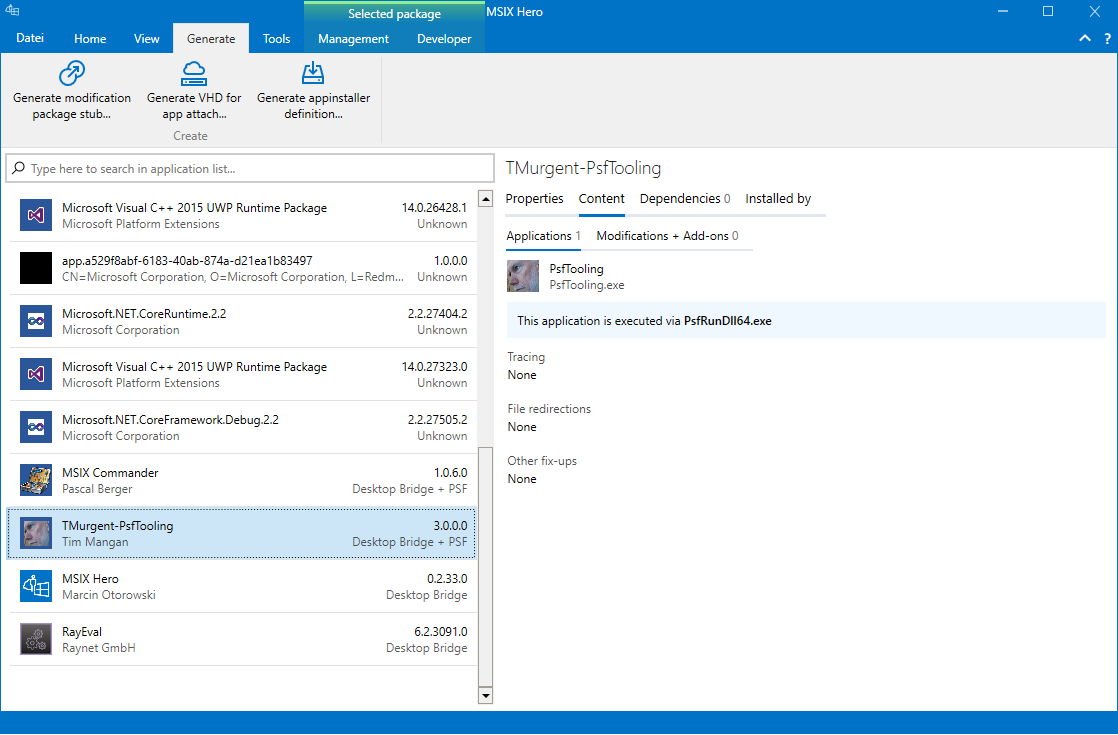 Selected package
MSIX Hero
Datei
Home
View
Generate
Tools
Management
Developer
?
Generate modification
package stub...
Generate VHD for
app attach...
Generate appinstaller
definition...
Create
Type here to search in application list...
Microsoft Visual C++ 2015 UWP Runtime Package
14.0.26428.1
Microsoft Platform Extensions
Unknown
app.a529f8abf-6183-40ab-874a-d21ea1b83497
1.0.0.0
CN=Microsoft Corporation, O=Microsoft Corporation, L=Redm...
Unknown
Microsoft.NET.CoreRuntime.2.2
2.2.27404.2
Microsoft Corporation
Unknown
Microsoft Visual C++ 2015 UWP Runtime Package
14.0.27323.0
Microsoft Platform Extensions
Unknown
Microsoft.NET.CoreFramework.Debug.2.2
2.2.27505.2
Microsoft Corporation
Unknown
MSIX Commander
1.0.6.0
Pascal Berger
Desktop Bridge + PSF
TMurgent-PsfTooling
3.0.0.0
Tim Mangan
Desktop Bridge + PSF
MSIX Hero
0.2.33.0
Marcin Otorowski
Desktop Bridge
RayEval
6.2.3091.0
Raynet GmbH
Desktop Bridge
TMurgent-PsfTooling
Properties
Content
Dependencies 0
Installed by
Applications 1
Modifications + Add-ons 0
PsfTooling
PsfTooling.exe
This application is executed via PsfRunDll64.exe
Tracing
None
File redirections
None
Other fix-ups
None